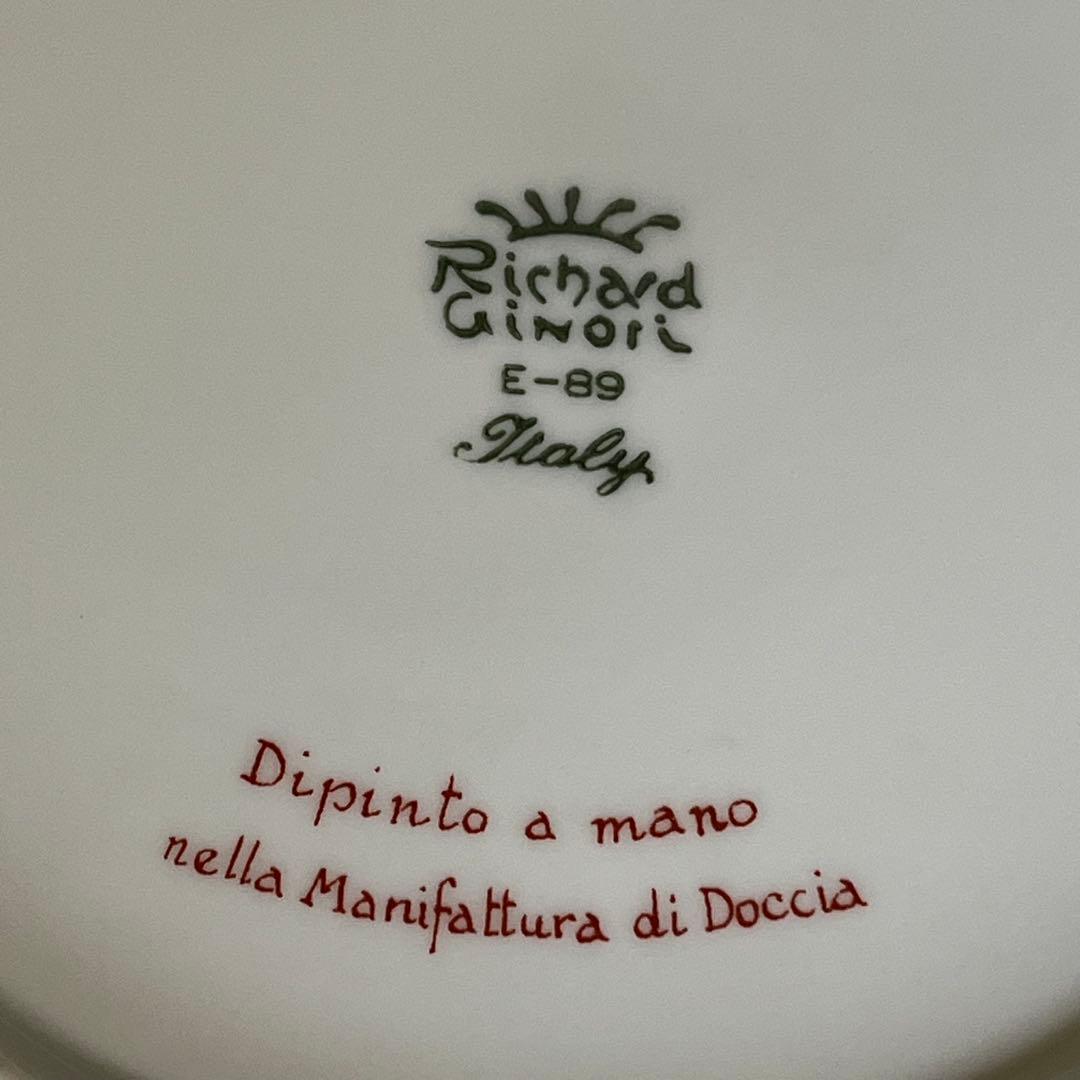 Richard
Ginori
E-89
Italy
Dipinto a mano
nella Manifattura di Doccia